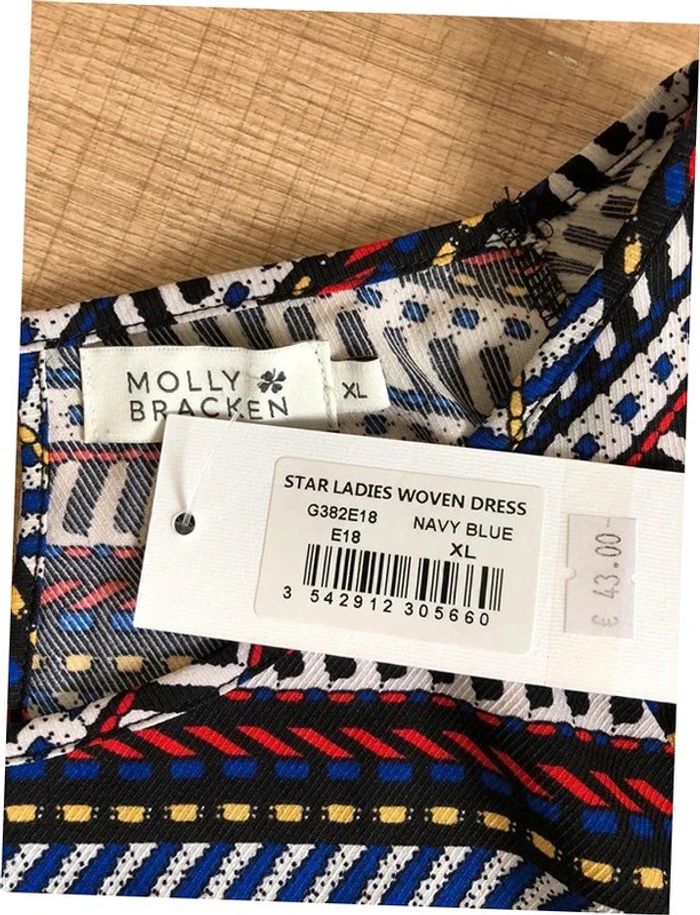 MOLLY
BRACKEN
XL
STAR LADIES WOVEN DRESS
G382E18 NAVY BLUE
E18 XL
3 542912 305660
€ 43.00-